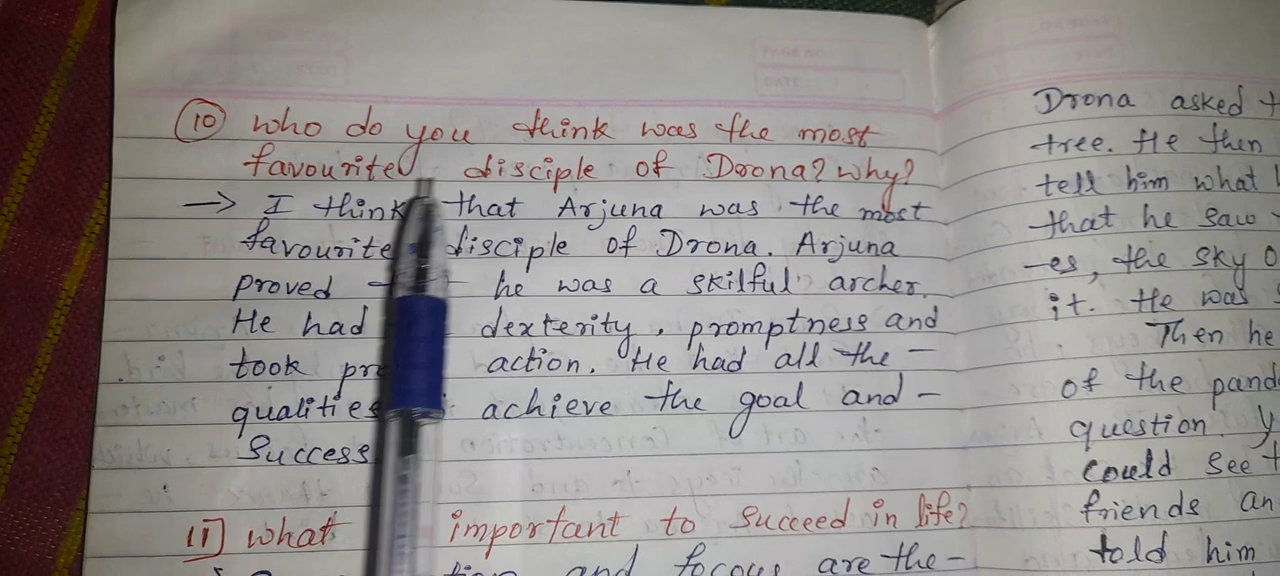 10 Who do you think was the most
favourite disciple of Drona? Why?
→ I think that Arjuna was the most
favourite disciple of Drona. Arjuna
proved he was a skilful archer.
He had dexterity, promptness and
took action. He had all the -
qualities achieve the goal and -
Success
11] What important to succeed in life?
and focous are the -
Drona asked
tree. He then
tell him what
that he saw
-es, the sky
it. He was
Then he
of the
question.
could see
friends an
told him